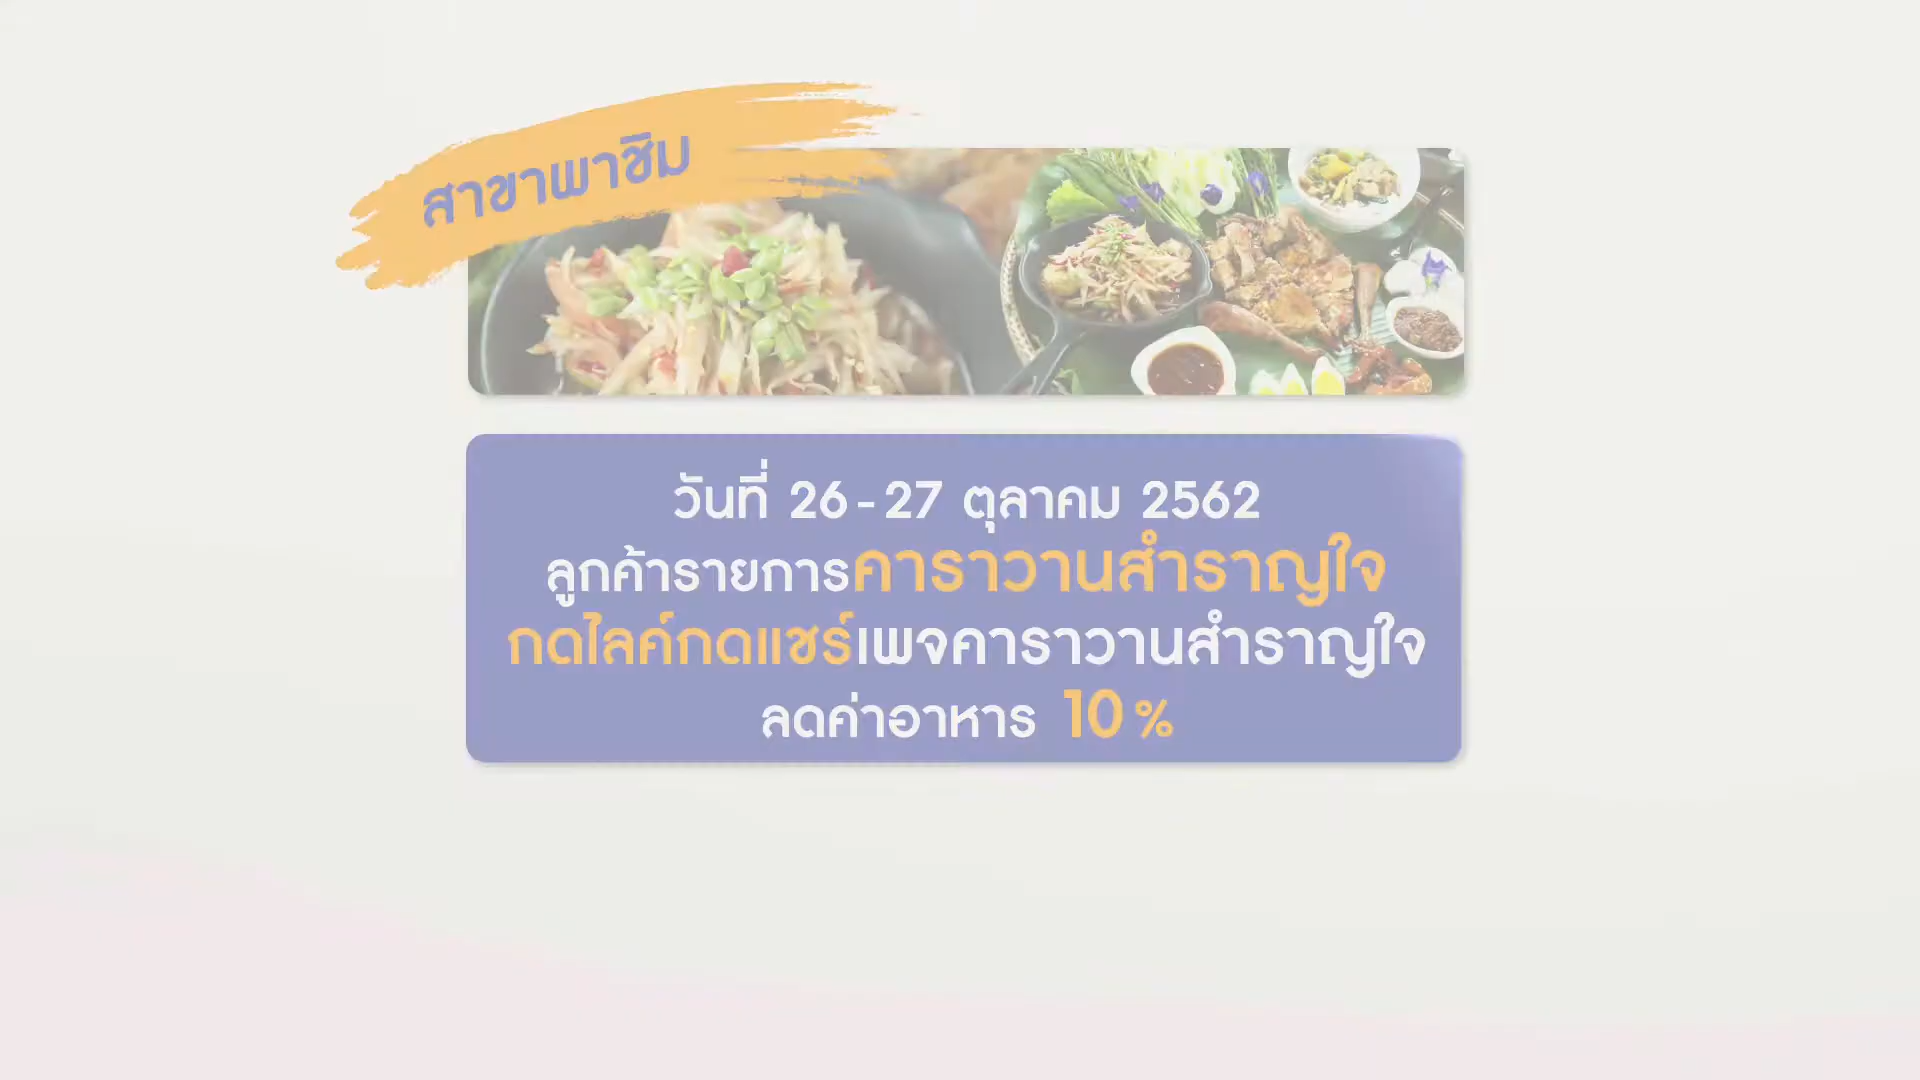 สาขาพาชิม
วันที่ 26-27 ตุลาคม 2562
ลูกค้ารายการคาราวานสำราญใจ
กดไลค์กดแชร์เพจคาราวานสำราญใจ
ลดค่าอาหาร 10%